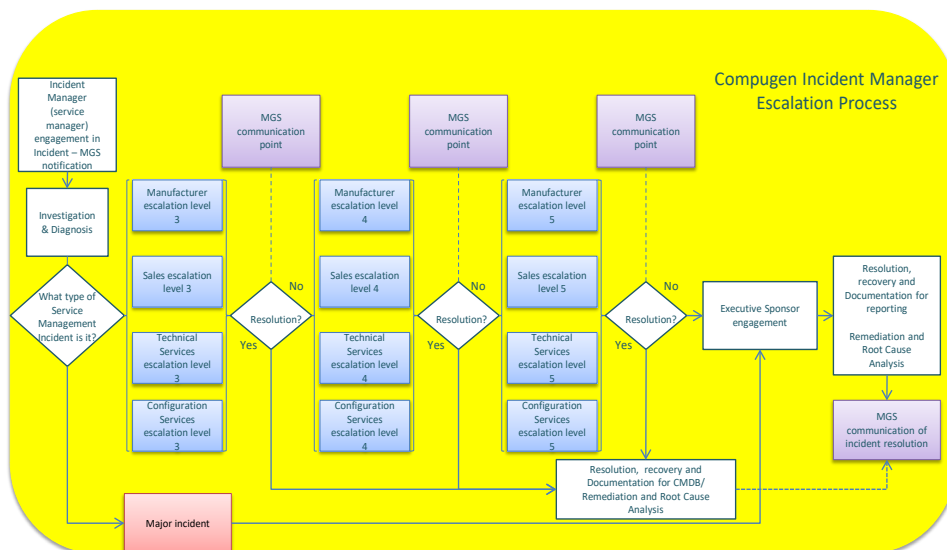 Compugen Incident Manager
Escalation Process
Incident
Manager
(service
manager)
engagement in
Incident – MGS
notification
MGS
communication
point
MGS
communication
point
MGS
communication
point
Investigation
& Diagnosis
What type of
Service
Management
Incident is it?
Manufacturer
escalation level
3
Sales escalation
level 3
Technical
Services
escalation level
3
Configuration
Services
escalation level
3
No
Resolution?
Yes
Manufacturer
escalation level
4
Sales escalation
level 4
Technical
Services
escalation level
4
Configuration
Services
escalation level
4
No
Resolution?
Yes
Manufacturer
escalation level
5
Sales escalation
level 5
Technical
Services
escalation level
5
Configuration
Services
escalation level
5
No
Resolution?
Yes
Executive Sponsor
engagement
Resolution,
recovery and
Documentation for
reporting
Remediation and
Root Cause
Analysis
MGS
communication of
incident resolution
Resolution, recovery and
Documentation for CMDB/
Remediation and Root Cause
Analysis
Major incident